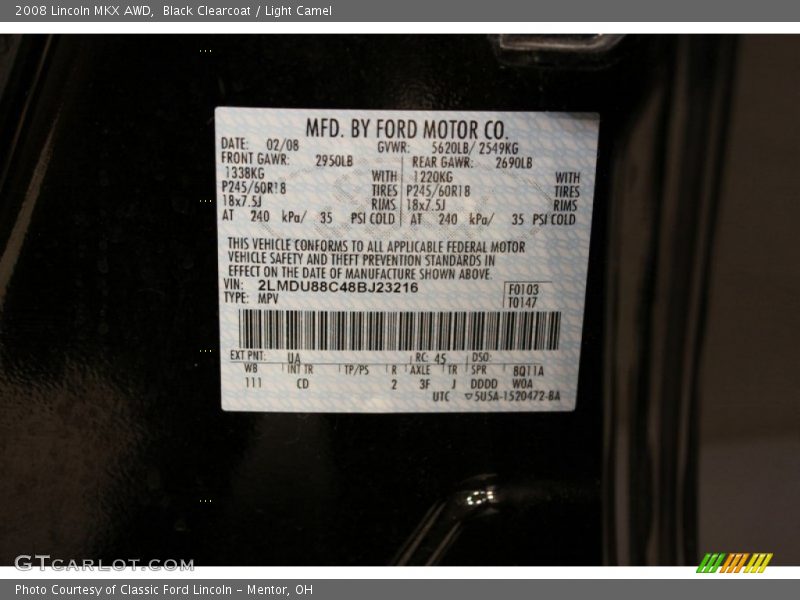 2008 Lincoln MKX AWD,  Black Clearcoat / Light Camel
MFD. BY FORD MOTOR CO.
DATE: 02/08 GVWR: 5620LB/ 2549KG
FRONT GAWR: 2950LB REAR GAWR: 2690LB
1338KG WITH 1220KG WITH
P245/60R18 TIRES P245/60R18 TIRES
18x7.5J RIMS 18x7.5J RIMS
AT 240 kPa/ 35 PSI COLD AT 240 kPa/ 35 PSI COLD
THIS VEHICLE CONFORMS TO ALL APPLICABLE FEDERAL MOTOR
VEHICLE SAFETY AND THEFT PREVENTION STANDARDS IN
EFFECT ON THE DATE OF MANUFACTURE SHOWN ABOVE.
VIN: 2LMDU88C48BJ23216 F0103
TYPE: MPV T0147
EXT PNT: UA RC: 45 DSO:
WB INT TR TP/PS R AXLE TR SPR 8Q11A
111 CD 2 3F J DDDD W0A
UTC ▽5U5A-1520472-BA
GTCARLOT.COM
Photo Courtesy of Classic Ford Lincoln – Mentor, OH